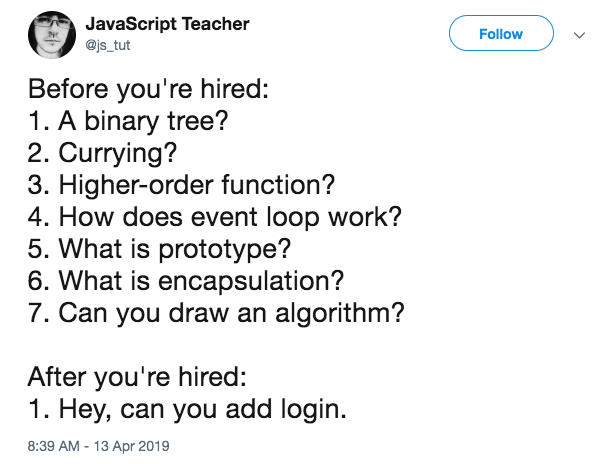 JavaScript Teacher
@js_tut
Follow
Before you're hired:
1. A binary tree?
2. Currying?
3. Higher-order function?
4. How does event loop work?
5. What is prototype?
6. What is encapsulation?
7. Can you draw an algorithm?
After you're hired:
1. Hey, can you add login.
8:39 AM - 13 Apr 2019